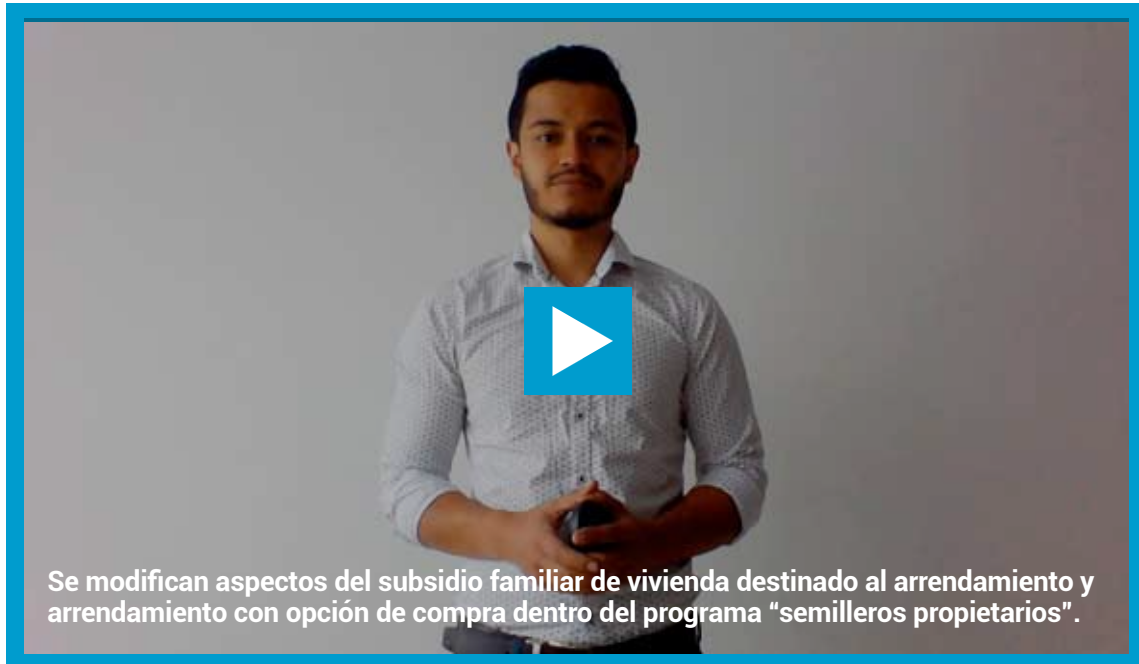 Se modifican aspectos del subsidio familiar de vivienda destinado al arrendamiento y
arrendamiento con opción de compra dentro del programa “semilleros propietarios”.